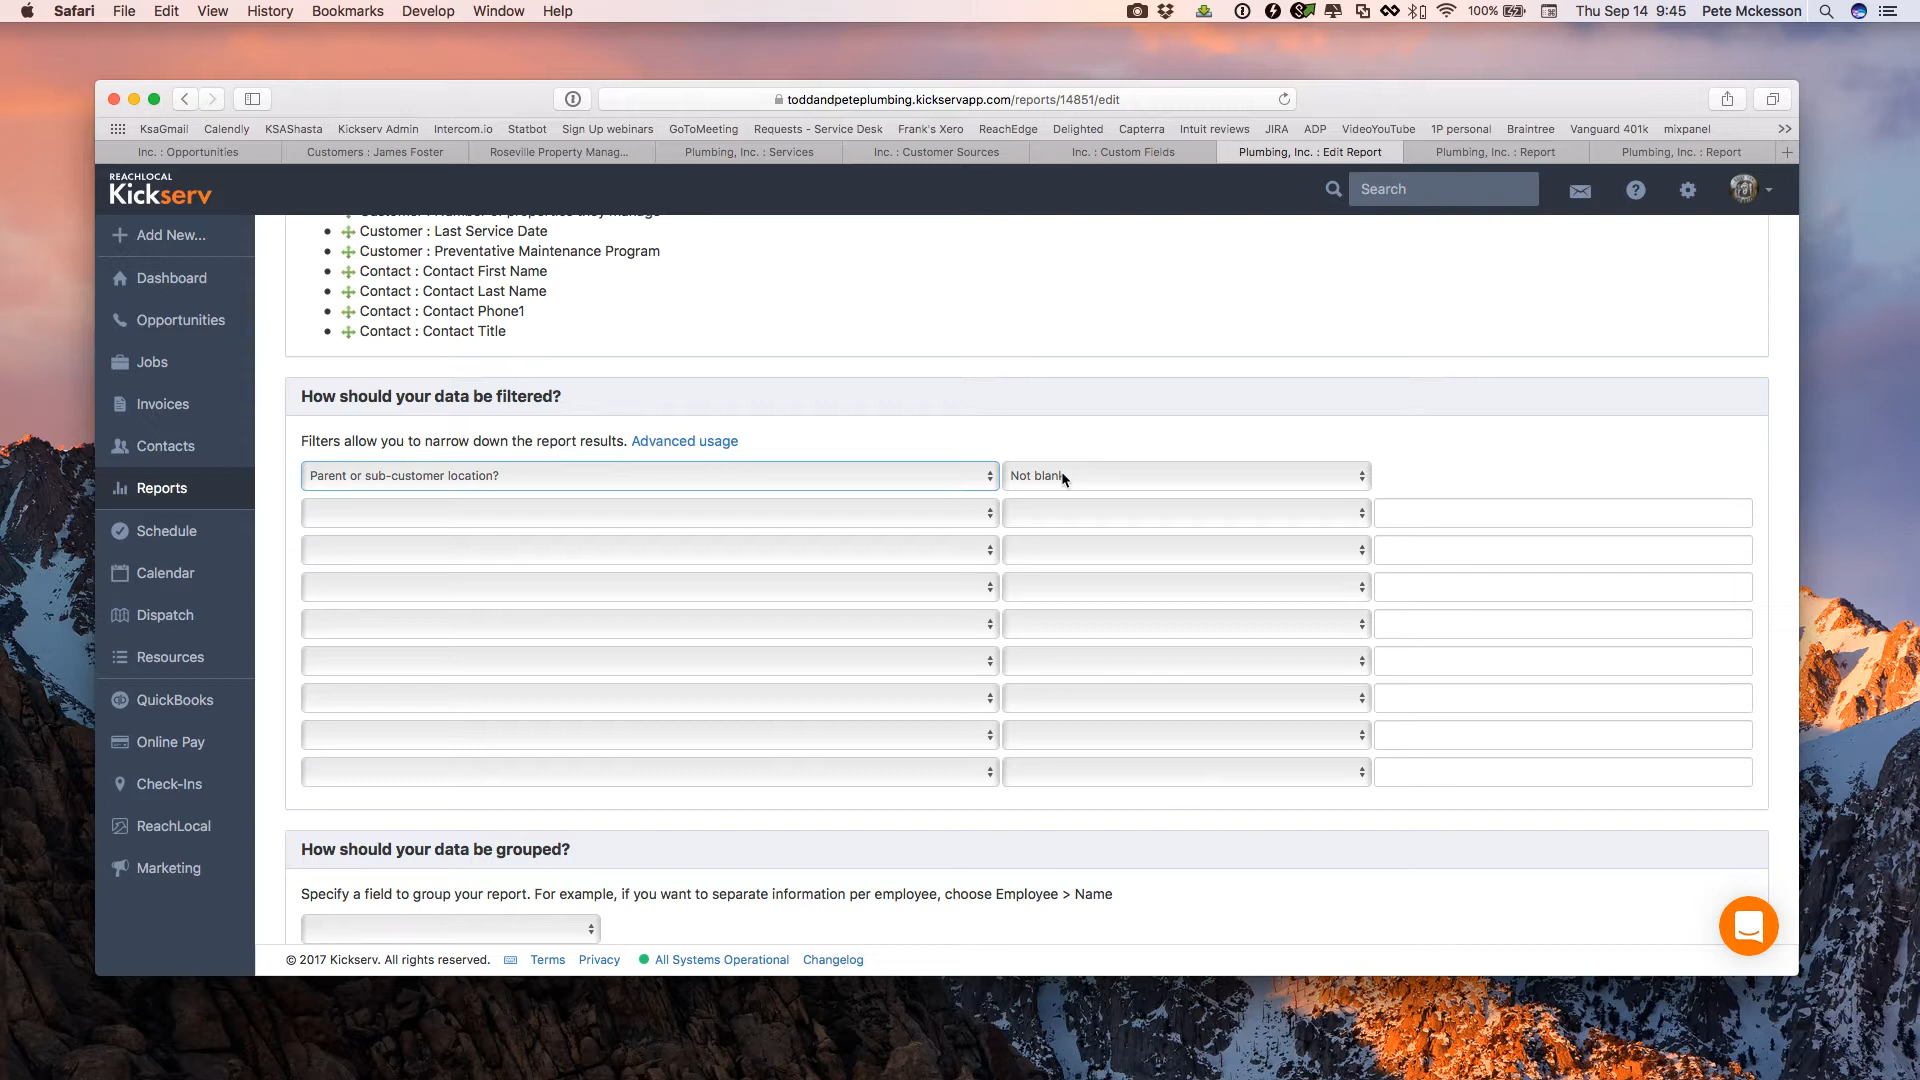 Safari File Edit View History Bookmarks Develop Window Help 100% Thu Sep 14 9:45 Pete Mckesson
toddandpeteplumbing.kickservapp.com/reports/14851/edit
KsaGmail Calendly KSAShasta Kickserv Admin Intercom.io Statbot Sign Up webinars GoToMeeting Requests - Service Desk Frank's Xero ReachEdge Delighted Capterra Intuit reviews JIRA ADP VideoYouTube 1P personal Braintree Vanguard 401k mixpanel >>
Inc. : Opportunities Customers : James Foster Roseville Property Manag... Plumbing, Inc. : Services Inc. : Customer Sources Inc. : Custom Fields Plumbing, Inc. : Edit Report Plumbing, Inc. : Report Plumbing, Inc. : Report
REACHLOCAL
Kickserv
Search
Add New...
Dashboard
Opportunities
Jobs
Invoices
Contacts
Reports
Schedule
Calendar
Dispatch
Resources
QuickBooks
Online Pay
Check-Ins
ReachLocal
Marketing
Customer : Last Service Date
Customer : Preventative Maintenance Program
Contact : Contact First Name
Contact : Contact Last Name
Contact : Contact Phone1
Contact : Contact Title
How should your data be filtered?
Filters allow you to narrow down the report results. Advanced usage
Parent or sub-customer location? Not blank
How should your data be grouped?
Specify a field to group your report. For example, if you want to separate information per employee, choose Employee > Name
© 2017 Kickserv. All rights reserved. Terms Privacy All Systems Operational Changelog